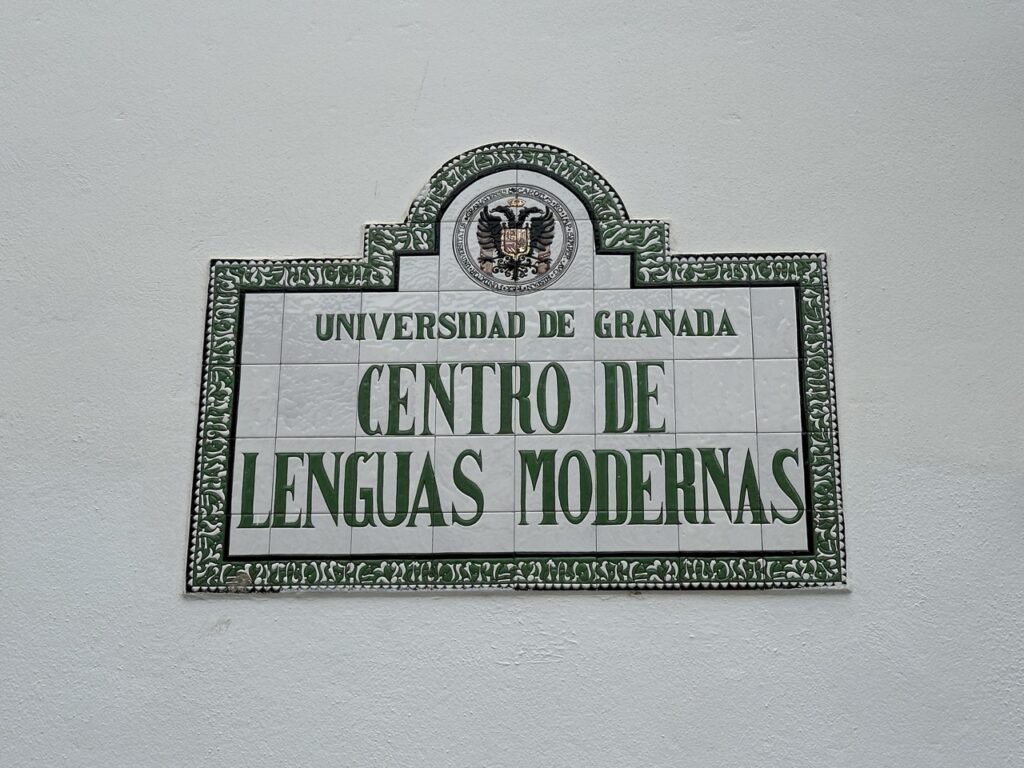 UNIVERSIDAD DE GRANADA
CENTRO DE
LENGUAS MODERNAS